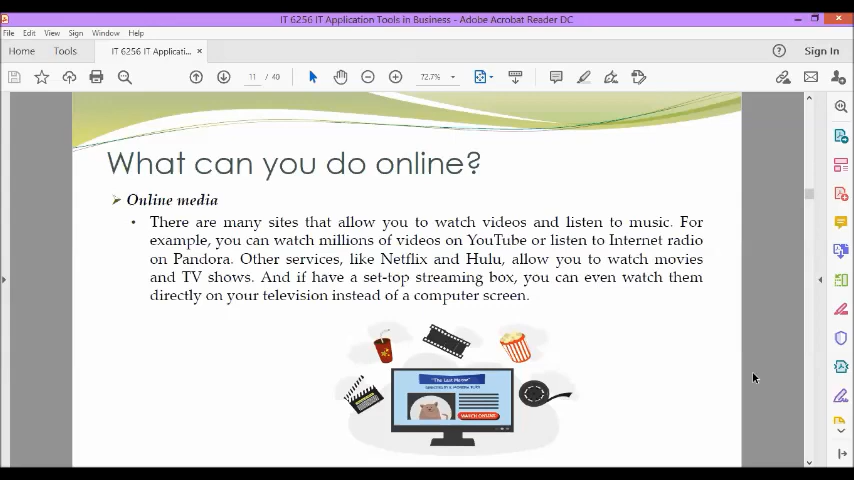 IT 6256 IT Application Tools in Business - Adobe Acrobat Reader DC
File Edit View Sign Window Help
Home Tools IT 6256 IT Applicati... × Sign In
11 / 40 72.7%
What can you do online?
Online media
• There are many sites that allow you to watch videos and listen to music. For
example, you can watch millions of videos on YouTube or listen to Internet radio
on Pandora. Other services, like Netflix and Hulu, allow you to watch movies
and TV shows. And if have a set-top streaming box, you can even watch them
directly on your television instead of a computer screen.
WATCH ONLINE